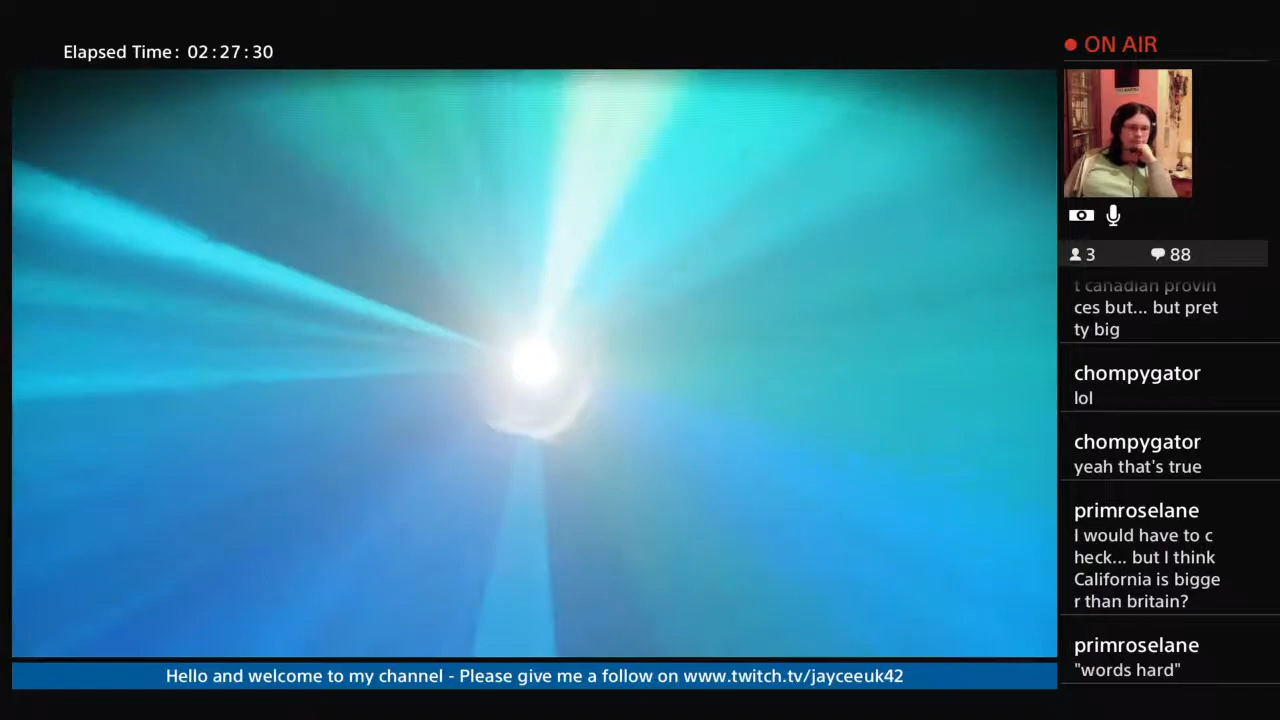 Elapsed Time: 02:27:30
ON AIR
3 88
t canadian provin
ces but... but pret
ty big
chompygator
lol
chompygator
yeah that's true
primroselane
I would have to c
heck... but I think
California is bigge
r than britain?
primroselane
"words hard"
Hello and welcome to my channel - Please give me a follow on www.twitch.tv/jayceeuk42